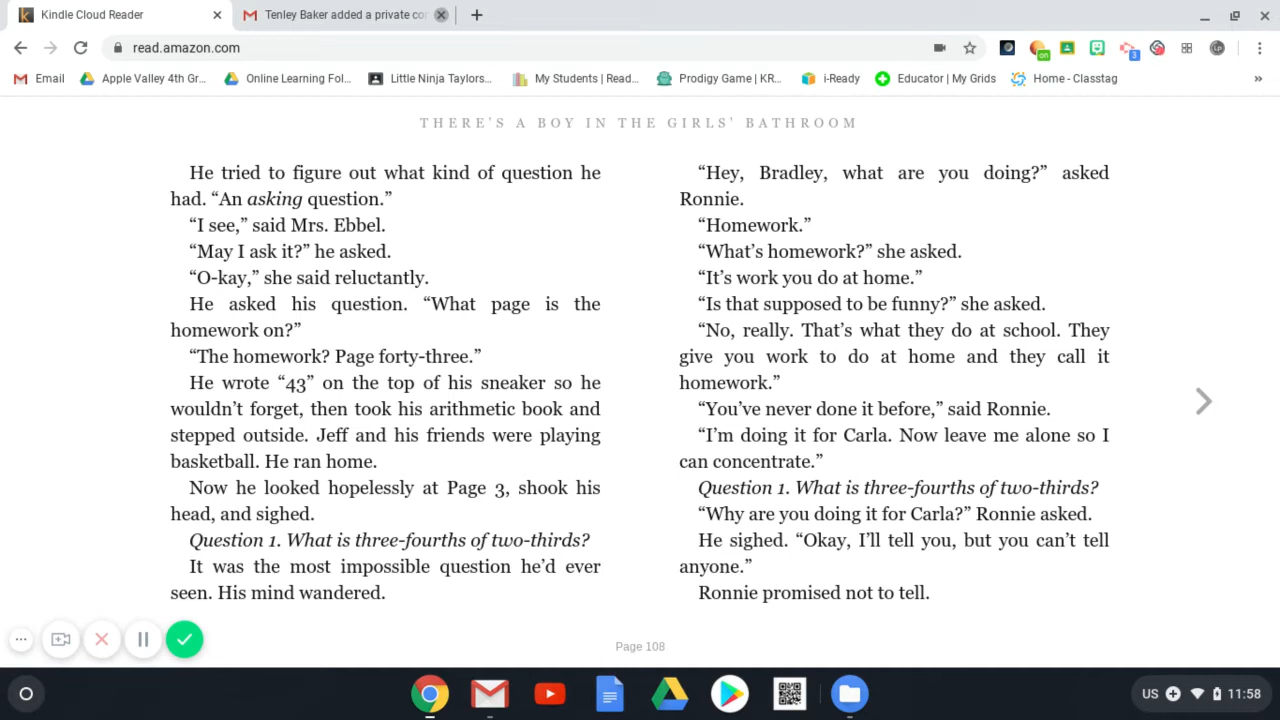 Kindle Cloud Reader
Tenley Baker added a private co
read.amazon.com
on
3
Email
Apple Valley 4th Gr...
Online Learning Fol...
Little Ninja Taylors...
My Students | Read...
Prodigy Game | KR...
i-Ready
Educator | My Grids
Home - Classtag
»
THERE'S A BOY IN THE GIRLS' BATHROOM
He tried to figure out what kind of question he
had. “An asking question.”
“I see,” said Mrs. Ebbel.
“May I ask it?” he asked.
“O-kay,” she said reluctantly.
He asked his question. “What page is the
homework on?”
“The homework? Page forty-three.”
He wrote “43” on the top of his sneaker so he
wouldn’t forget, then took his arithmetic book and
stepped outside. Jeff and his friends were playing
basketball. He ran home.
Now he looked hopelessly at Page 3, shook his
head, and sighed.
Question 1. What is three-fourths of two-thirds?
It was the most impossible question he’d ever
seen. His mind wandered.
“Hey, Bradley, what are you doing?” asked
Ronnie.
“Homework.”
“What’s homework?” she asked.
“It’s work you do at home.”
“Is that supposed to be funny?” she asked.
“No, really. That’s what they do at school. They
give you work to do at home and they call it
homework.”
“You’ve never done it before,” said Ronnie.
“I’m doing it for Carla. Now leave me alone so I
can concentrate.”
Question 1. What is three-fourths of two-thirds?
“Why are you doing it for Carla?” Ronnie asked.
He sighed. “Okay, I’ll tell you, but you can’t tell
anyone.”
Ronnie promised not to tell.
Page 108
US
11:58